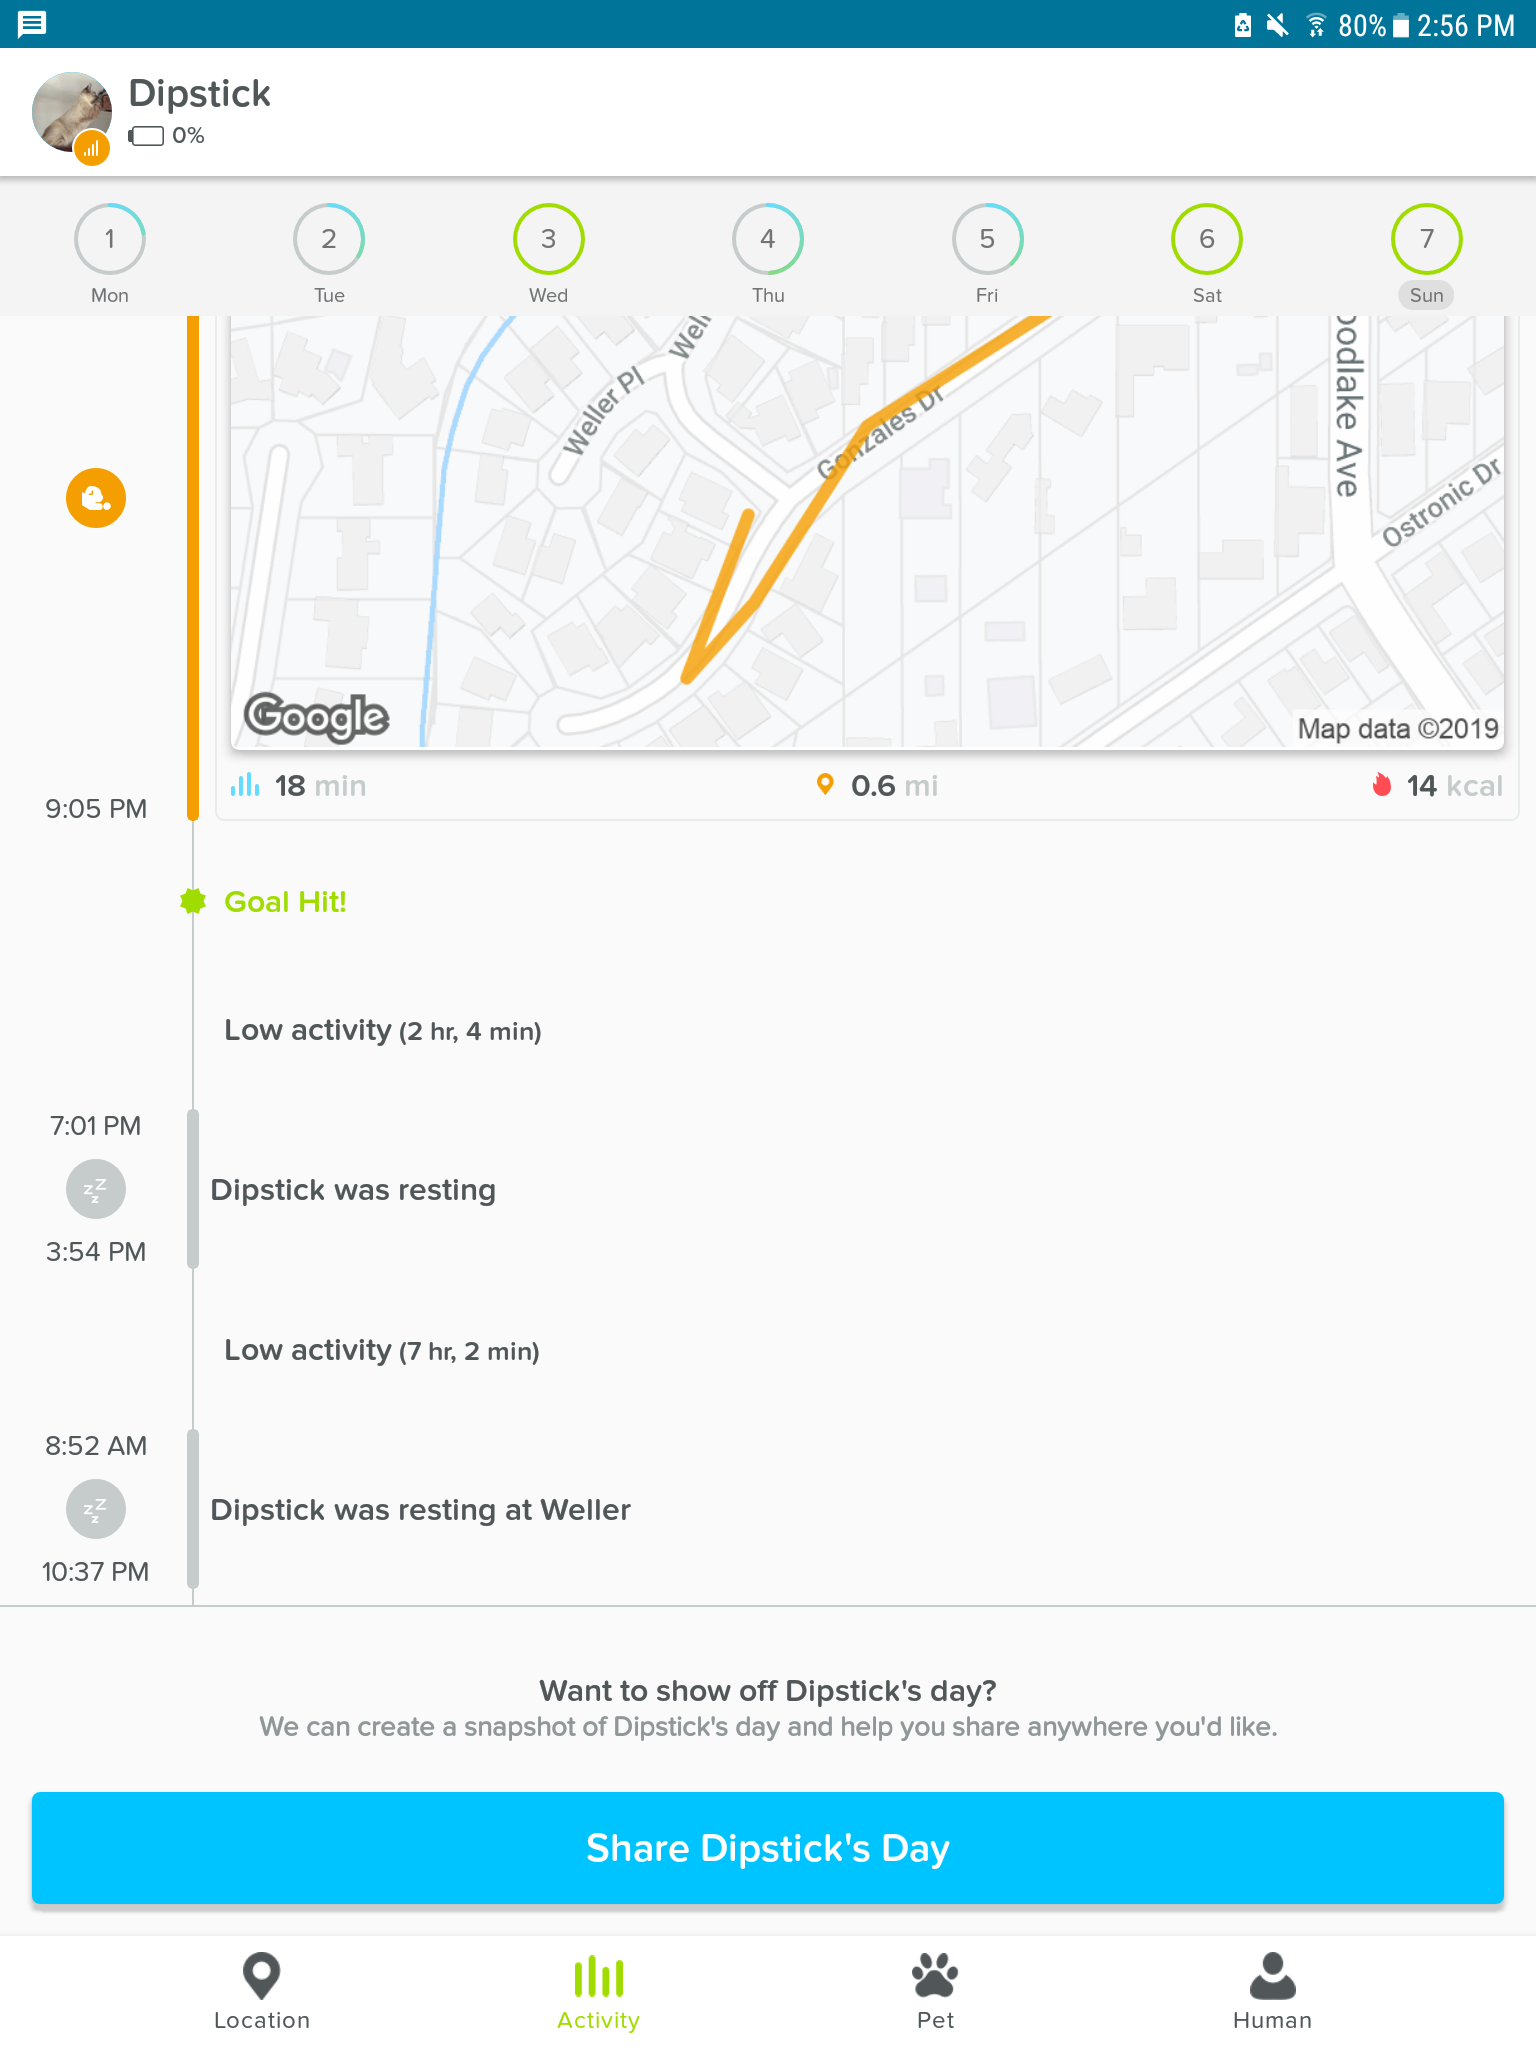 80% 2:56 PM
Dipstick
0%
1 2 3 4 5 6 7
Mon Tue Wed Thu Fri Sat Sun
Weller Pl
Gonzales Dr
Ostronic Dr
Ave
Google
Map data ©2019
18 min 0.6 mi 14 kcal
9:05 PM
Goal Hit!
Low activity (2 hr, 4 min)
7:01 PM
zzz
Dipstick was resting
3:54 PM
Low activity (7 hr, 2 min)
8:52 AM
zzz
Dipstick was resting at Weller
10:37 PM
Want to show off Dipstick's day?
We can create a snapshot of Dipstick's day and help you share anywhere you'd like.
Share Dipstick's Day
Location Activity Pet Human